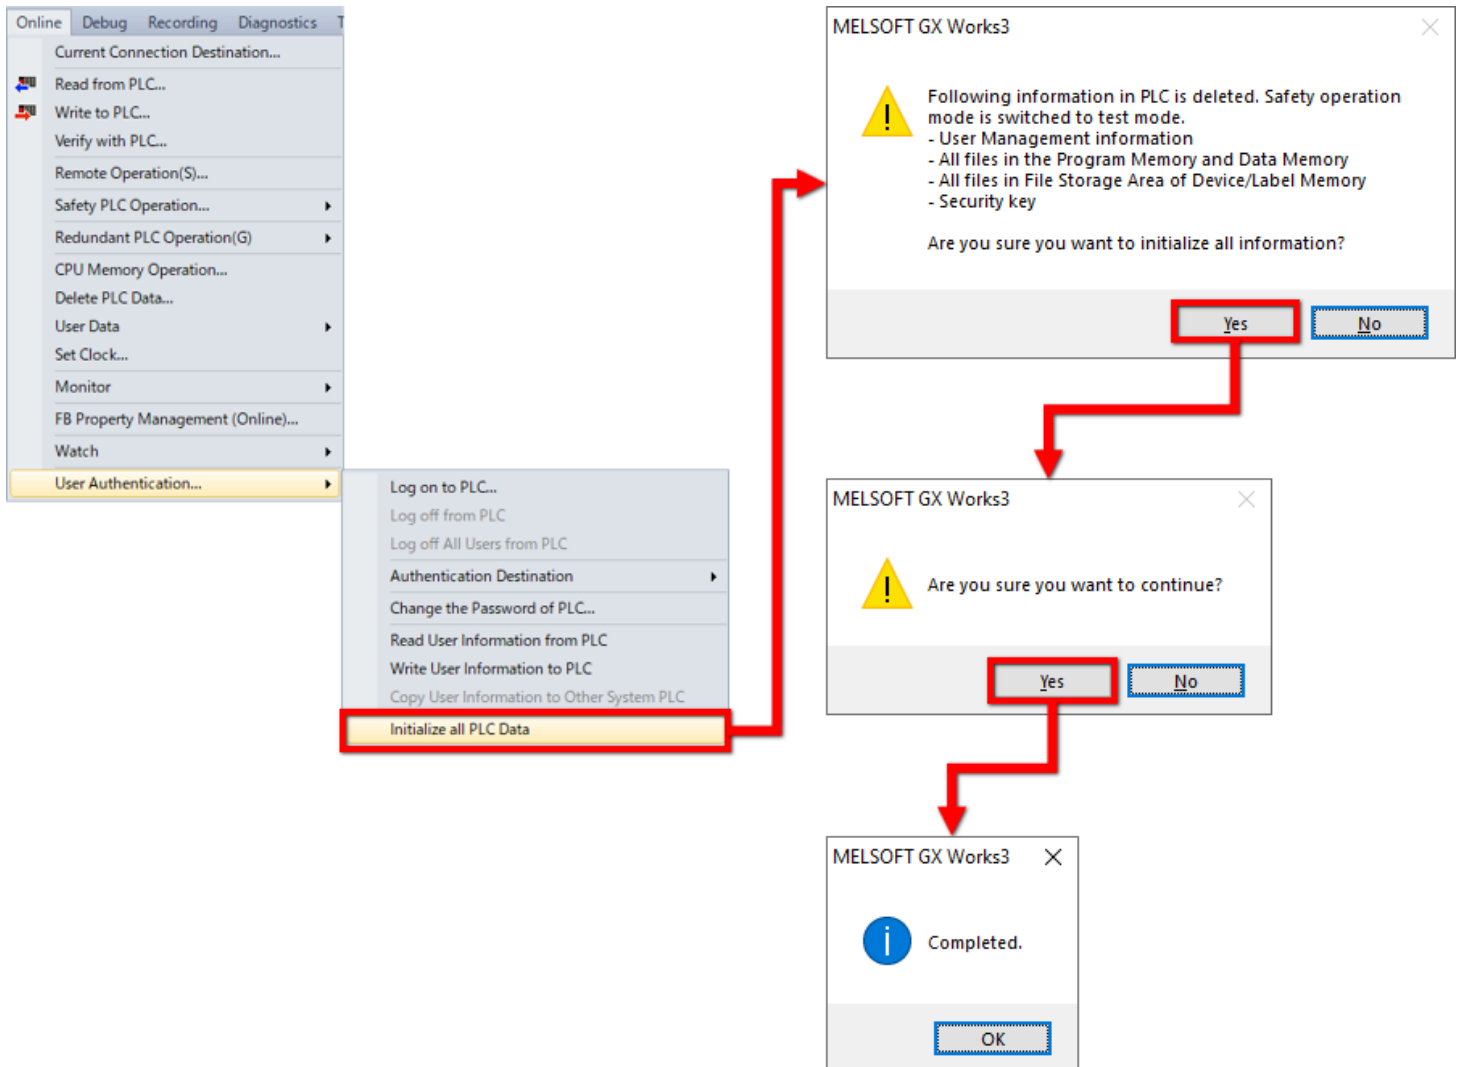 Online Debug Recording Diagnostics
Current Connection Destination...
Read from PLC...
Write to PLC...
Verify with PLC...
Remote Operation(S)...
Safety PLC Operation...
Redundant PLC Operation(G)
CPU Memory Operation...
Delete PLC Data...
User Data
Set Clock...
Monitor
FB Property Management (Online)...
Watch
User Authentication...
Log on to PLC...
Log off from PLC
Log off All Users from PLC
Authentication Destination
Change the Password of PLC...
Read User Information from PLC
Write User Information to PLC
Copy User Information to Other System PLC
Initialize all PLC Data
MELSOFT GX Works3
Following information in PLC is deleted. Safety operation
mode is switched to test mode.
- User Management information
- All files in the Program Memory and Data Memory
- All files in File Storage Area of Device/Label Memory
- Security key
Are you sure you want to initialize all information?
Yes No
MELSOFT GX Works3
Are you sure you want to continue?
Yes No
MELSOFT GX Works3
Completed.
OK